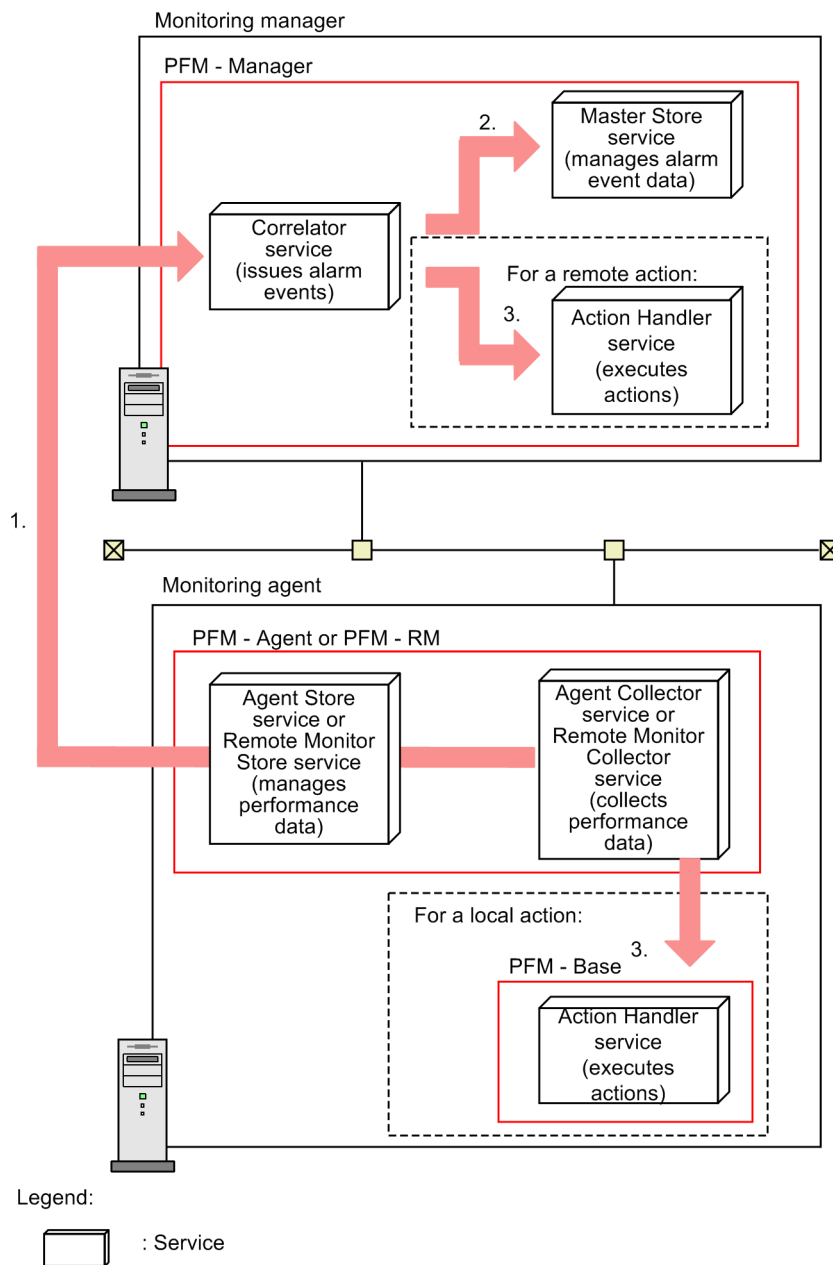 Monitoring manager
PFM - Manager
2.
Master Store
service
(manages alarm
event data)
Correlator
service
(issues alarm
events)
For a remote action:
3.
Action Handler
service
(executes
actions)
1.
Monitoring agent
PFM - Agent or PFM - RM
Agent Store
service or
Remote Monitor
Store service
(manages
performance
data)
Agent Collector
service or
Remote Monitor
Collector
service
(collects
performance
data)
For a local action:
3.
PFM - Base
Action Handler
service
(executes
actions)
Legend:
: Service